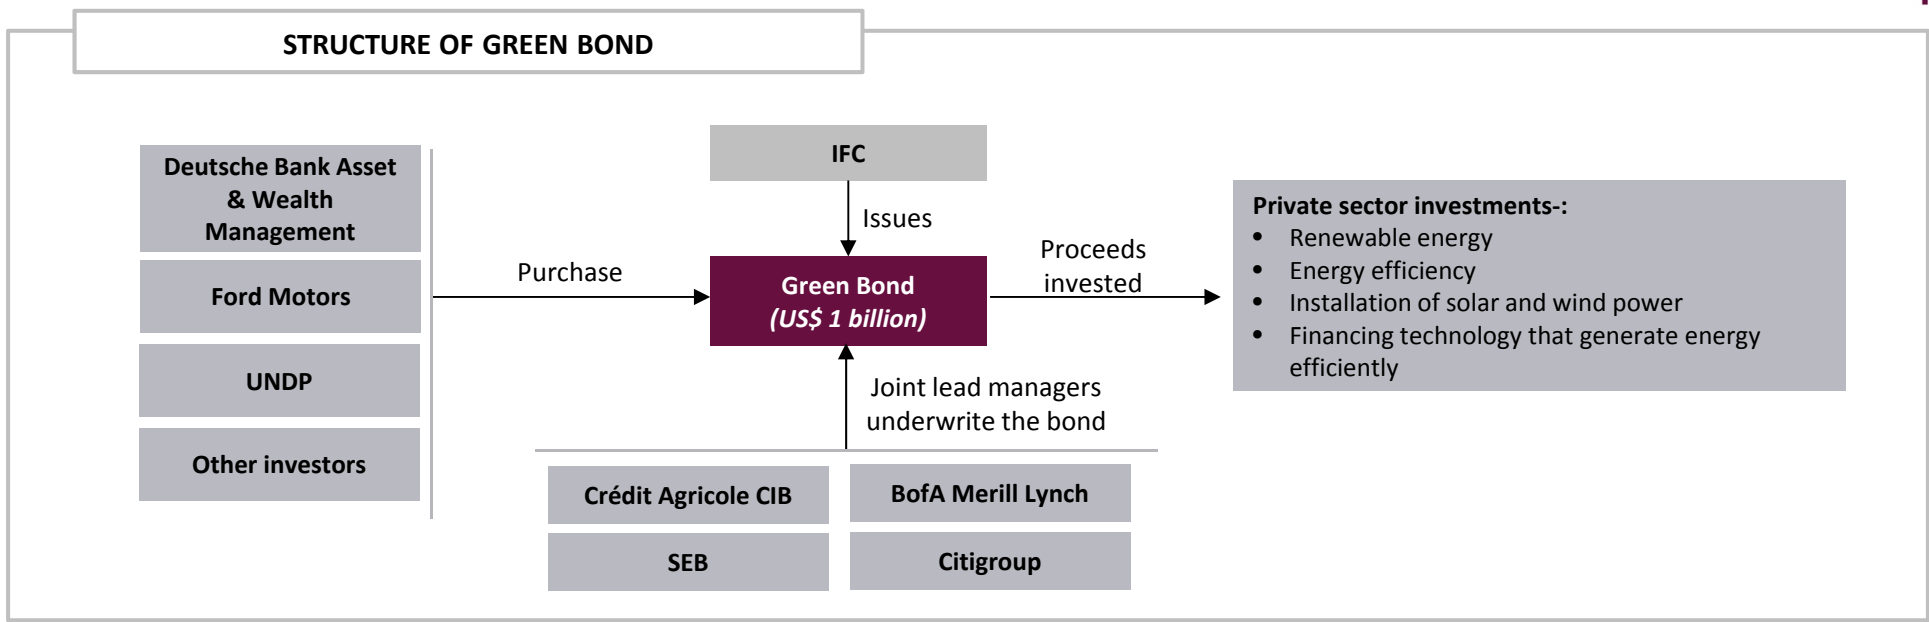 STRUCTURE OF GREEN BOND
Deutsche Bank Asset
& Wealth
Management
Ford Motors
UNDP
Other investors
Purchase
IFC
Issues
Green Bond
(US$ 1 billion)
Joint lead managers
underwrite the bond
Crédit Agricole CIB
BofA Merill Lynch
SEB
Citigroup
Proceeds
invested
Private sector investments-:
• Renewable energy
• Energy efficiency
• Installation of solar and wind power
• Financing technology that generate energy
efficiently